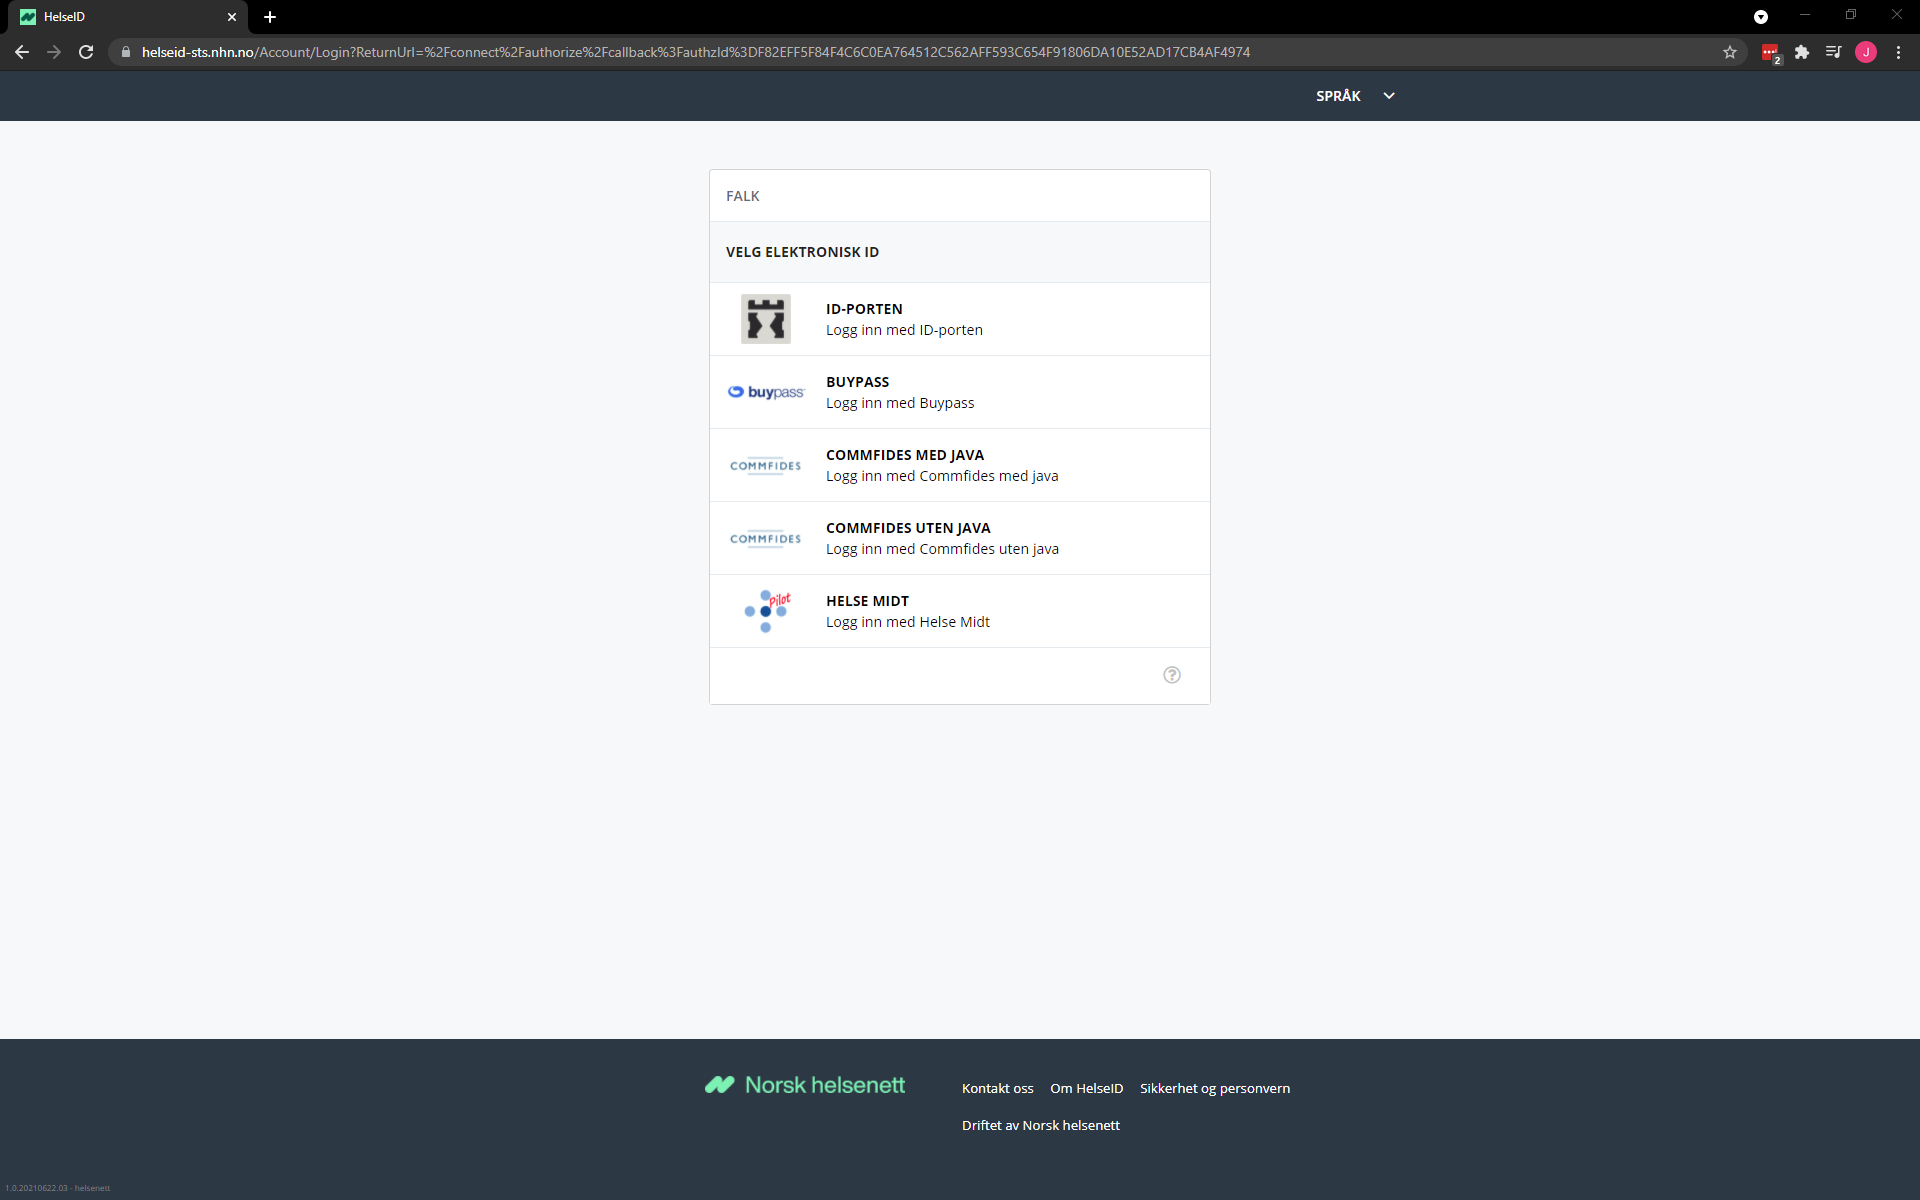 HelseID
helseid-sts.nhn.no/Account/Login?ReturnUrl=%2Fconnect%2Fauthorize%2Fcallback%3FauthzId%3DF82EFF5F84F4C6C0EA764512C562AFF593C654F91806DA10E52AD17CB4AF4974
2
J
SPRÅK
FALK
VELG ELEKTRONISK ID
ID-PORTEN
Logg inn med ID-porten
buypass
BUYPASS
Logg inn med Buypass
COMMFIDES
COMMFIDES MED JAVA
Logg inn med Commfides med java
COMMFIDES
COMMFIDES UTEN JAVA
Logg inn med Commfides uten java
Pilot
HELSE MIDT
Logg inn med Helse Midt
?
Norsk helsenett
Kontakt oss Om HelseID Sikkerhet og personvern
Driftet av Norsk helsenett
1.0.20210622.03 - helsenett